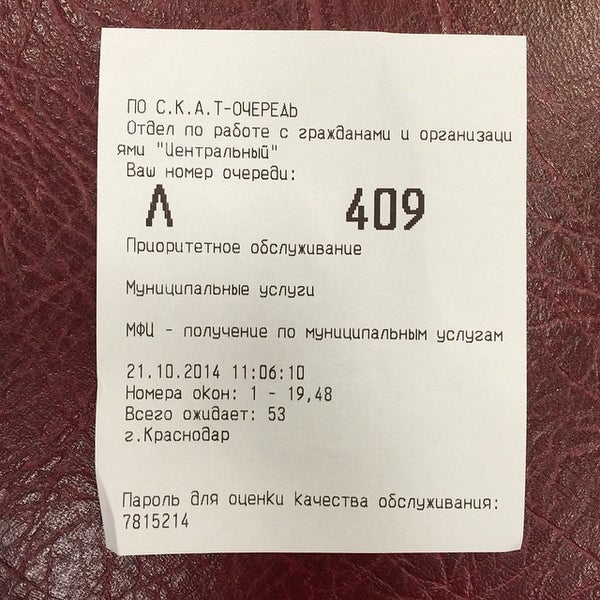 ПО С.К.А.Т-ОЧЕРЕДЬ
Отдел по работе с гражданами и организаци
ями "Центральный"
Ваш номер очереди:
Л 409
Приоритетное обслуживание
Муниципальные услуги
МФЦ - получение по муниципальным услугам
21.10.2014 11:06:10
Номера окон: 1 - 19,48
Всего ожидает: 53
г.Краснодар
Пароль для оценки качества обслуживания:
7815214